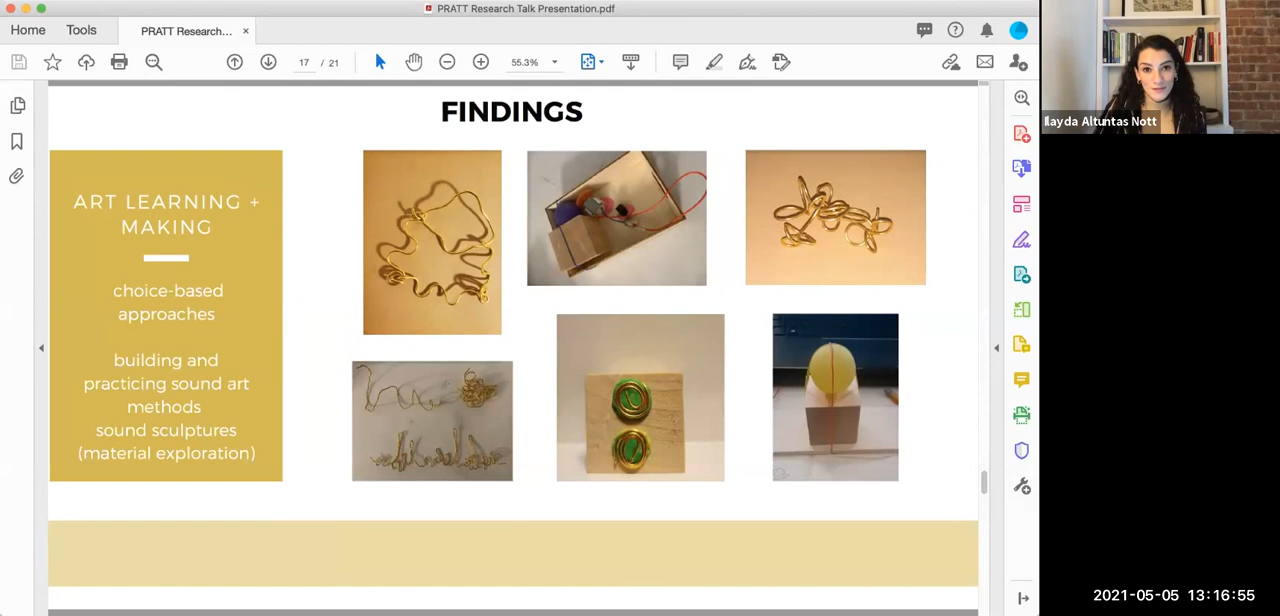 PRATT Research Talk Presentation.pdf
Home
Tools
PRATT Research...
×
17 / 21
55.3%
FINDINGS
ART LEARNING +
MAKING
choice-based
approaches
building and
practicing sound art
methods
sound sculptures
(material exploration)
Ilayda Altuntas Nott
2021-05-05 13:16:55